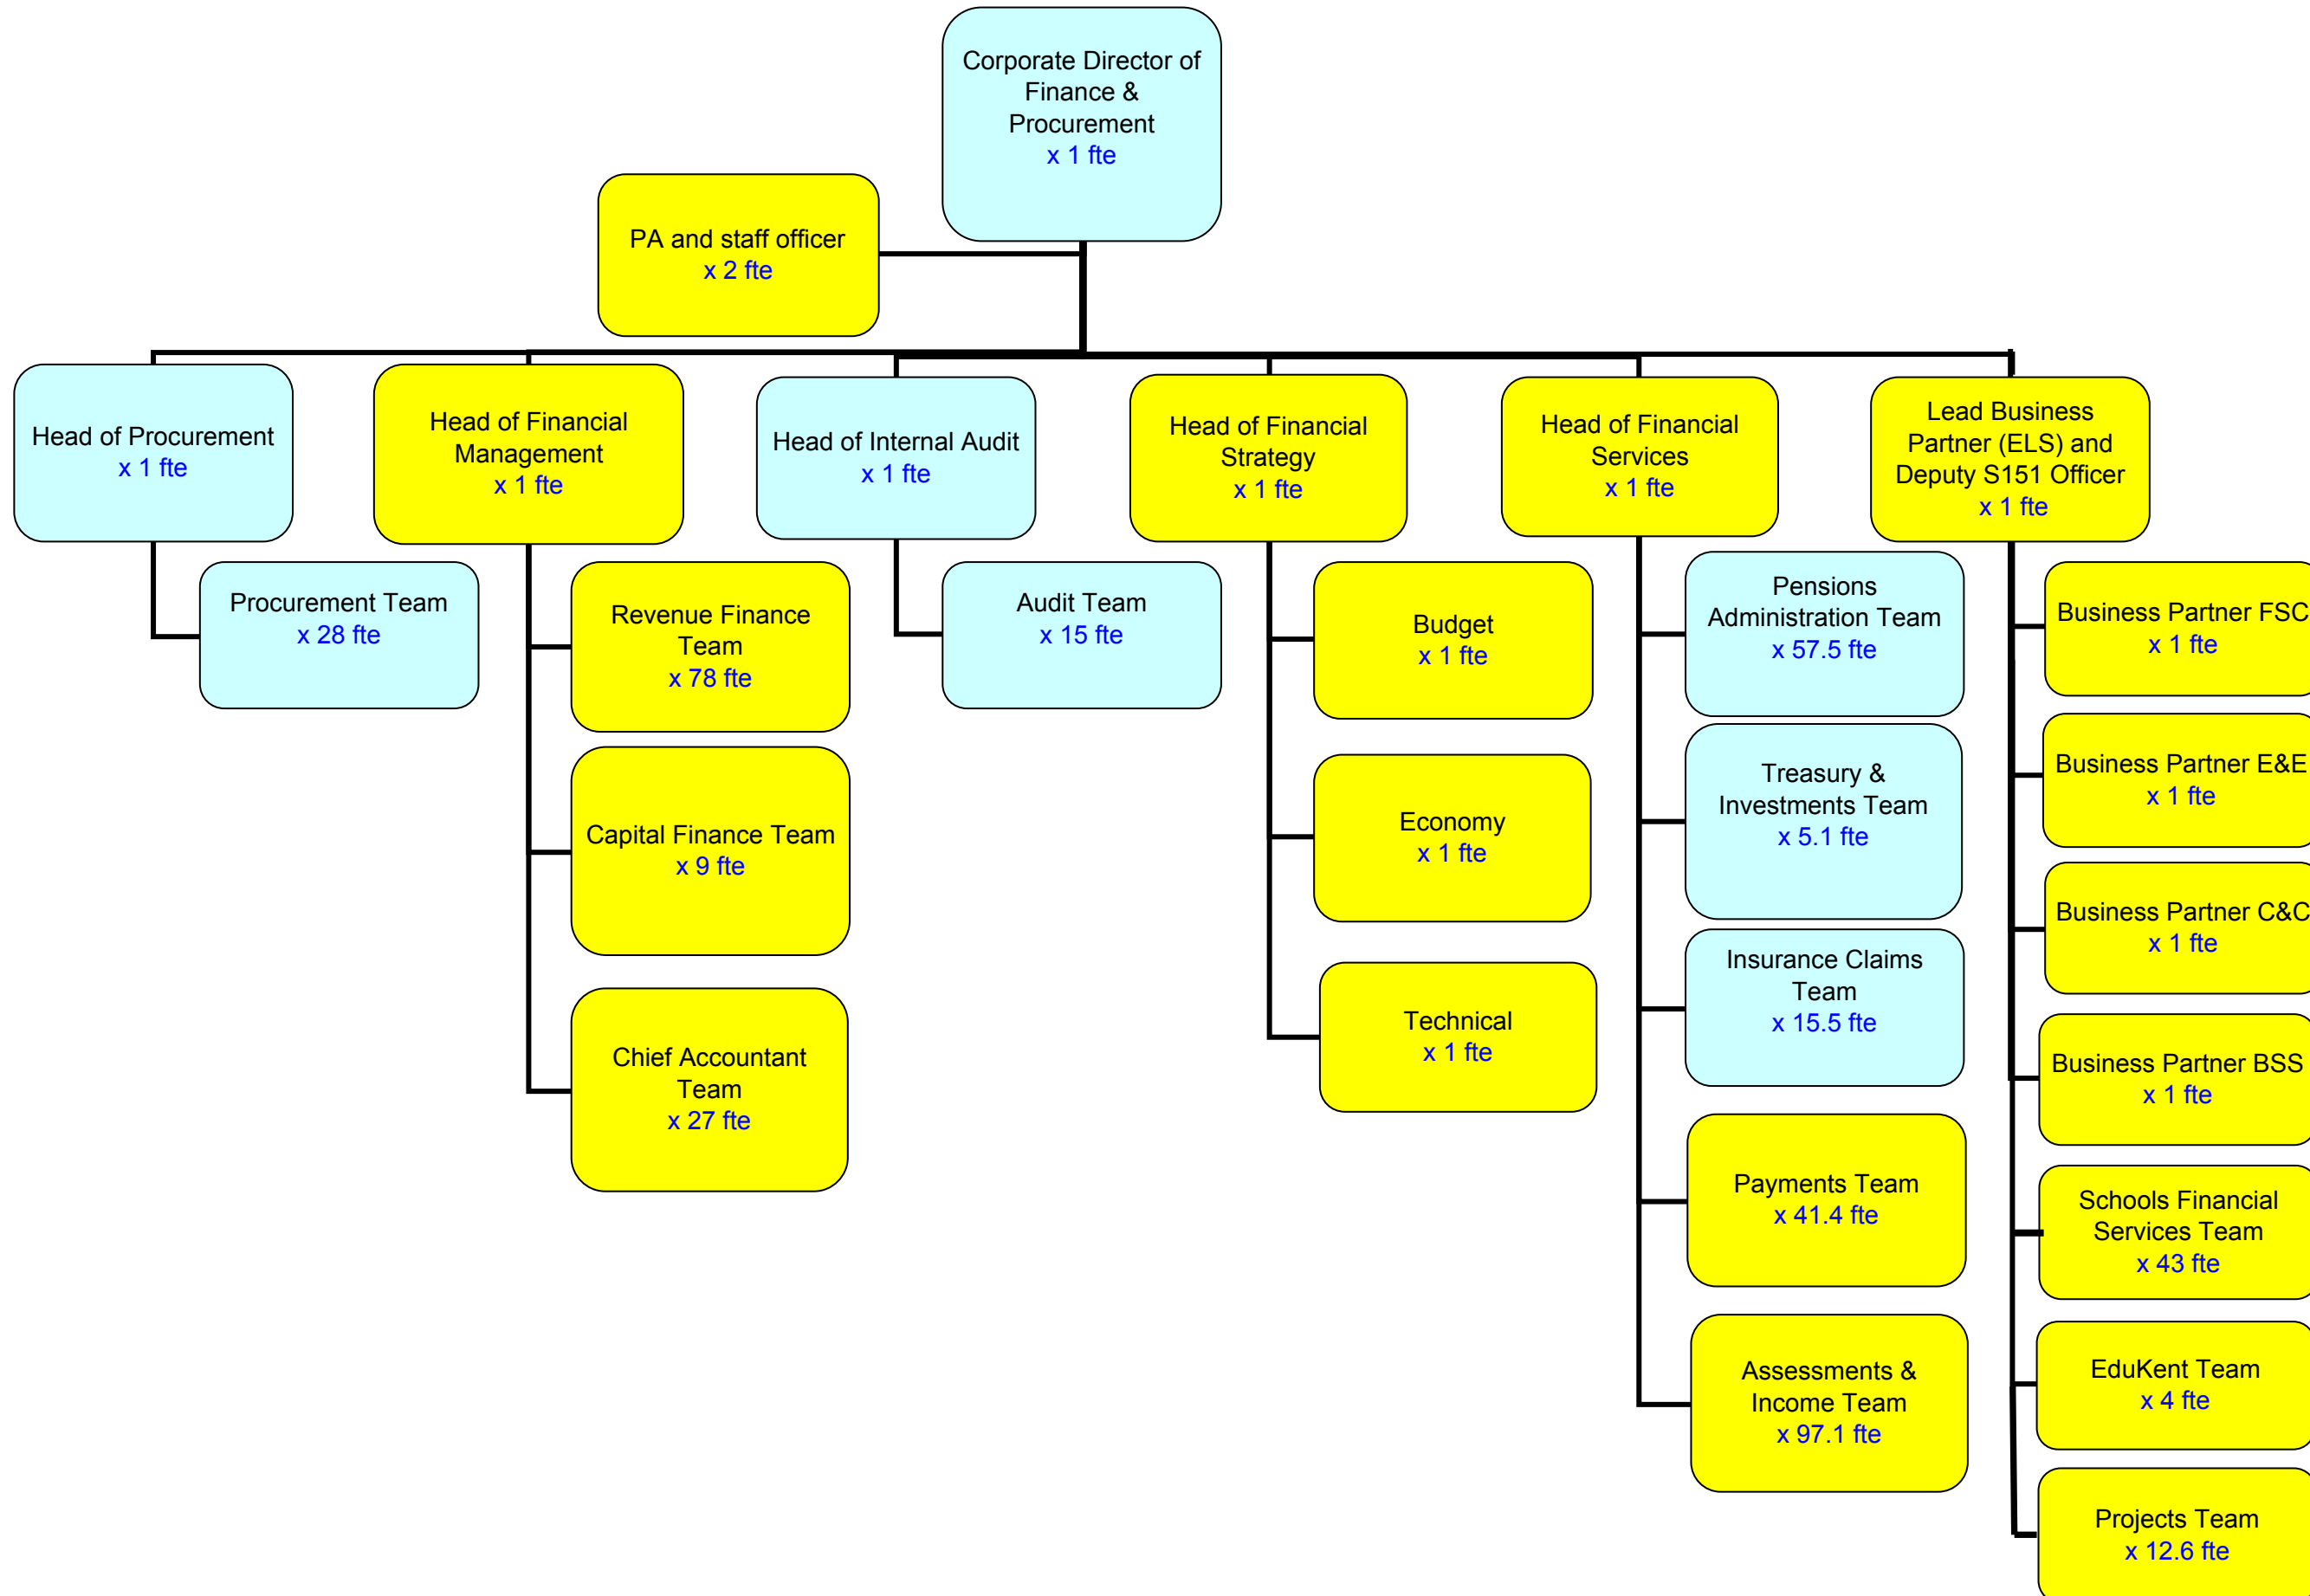 Corporate Director of
Finance &
Procurement
x 1 fte
PA and staff officer
x 2 fte
Head of Procurement
x 1 fte
Head of Financial
Management
x 1 fte
Head of Internal Audit
x 1 fte
Head of Financial
Strategy
x 1 fte
Head of Financial
Services
x 1 fte
Lead Business
Partner (ELS) and
Deputy S151 Officer
x 1 fte
Procurement Team
x 28 fte
Revenue Finance
Team
x 78 fte
Capital Finance Team
x 9 fte
Chief Accountant
Team
x 27 fte
Audit Team
x 15 fte
Budget
x 1 fte
Economy
x 1 fte
Technical
x 1 fte
Pensions
Administration Team
x 57.5 fte
Treasury &
Investments Team
x 5.1 fte
Insurance Claims
Team
x 15.5 fte
Payments Team
x 41.4 fte
Assessments &
Income Team
x 97.1 fte
Business Partner FSC
x 1 fte
Business Partner E&E
x 1 fte
Business Partner C&C
x 1 fte
Business Partner BSS
x 1 fte
Schools Financial
Services Team
x 43 fte
EduKent Team
x 4 fte
Projects Team
x 12.6 fte